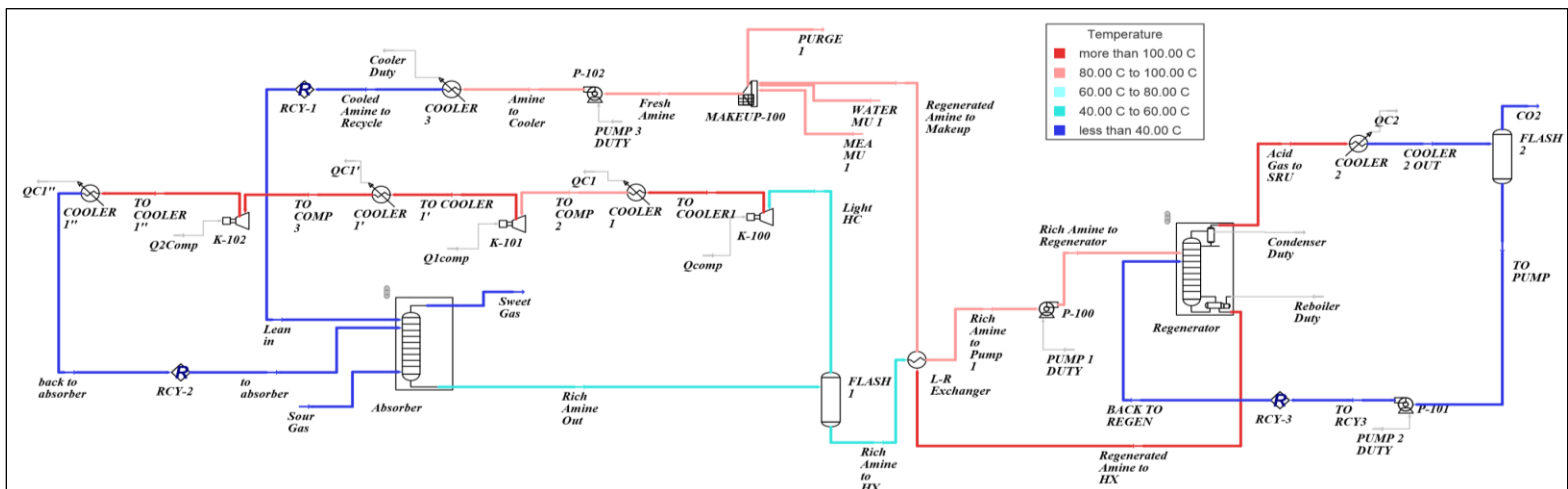 Temperature
more than 100.00 C
80.00 C to 100.00 C
60.00 C to 80.00 C
40.00 C to 60.00 C
less than 40.00 C
PURGE
1
Cooler
Duty
P-102
RCY-1
Cooled
Amine to
Recycle
COOLER
3
Amine
to
Cooler
PUMP 3
DUTY
Fresh
Amine
MAKEUP-100
WATER
MU 1
MEA
MU
1
Regenerated
Amine to
Makeup
QC1''
COOLER
1''
TO
COOLER
1''
Q2Comp
K-102
TO
COMP
3
QC1'
COOLER
1'
TO COOLER
1'
Q1comp
K-101
TO
COMP
2
QC1
COOLER
1
TO
COOLER1
Qcomp
K-100
Light
HC
Acid
Gas to
SRU
QC2
COOLER
2
COOLER
2 OUT
CO2
FLASH
2
Rich Amine to
Regenerator
Condenser
Duty
Reboiler
Duty
Regenerator
TO
PUMP
Sweet
Gas
Lean
in
back to
absorber
RCY-2
to
absorber
Sour
Gas
Absorber
Rich
Amine
Out
FLASH
1
Rich
Amine
to
HX
L-R
Exchanger
Rich
Amine
to
Pump
1
P-100
PUMP 1
DUTY
BACK TO
REGEN
RCY-3
TO
RCY3
P-101
PUMP 2
DUTY
Regenerated
Amine to
HX